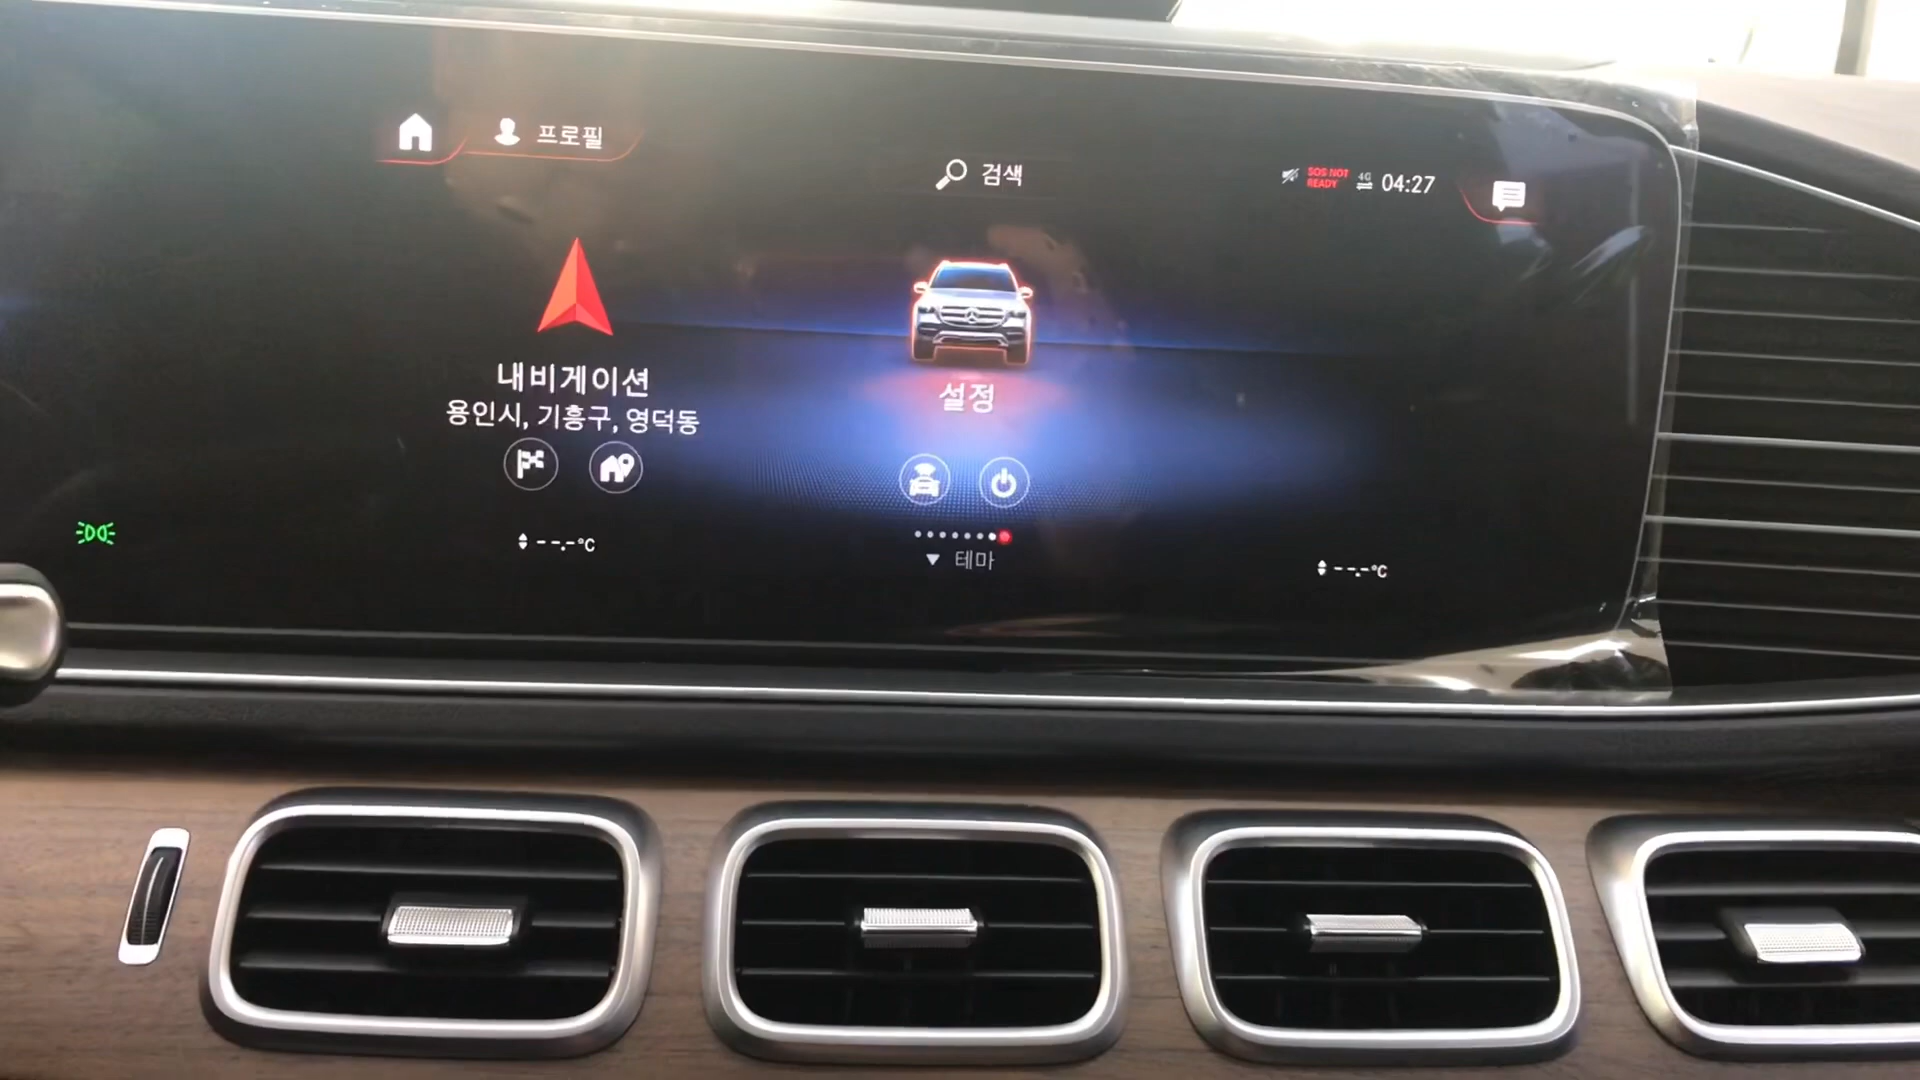 프로필
검색
SOS NOT
READY
4G
04:27
내비게이션
용인시, 기흥구, 영덕동
설정
--.-°C
테마
--.-°C